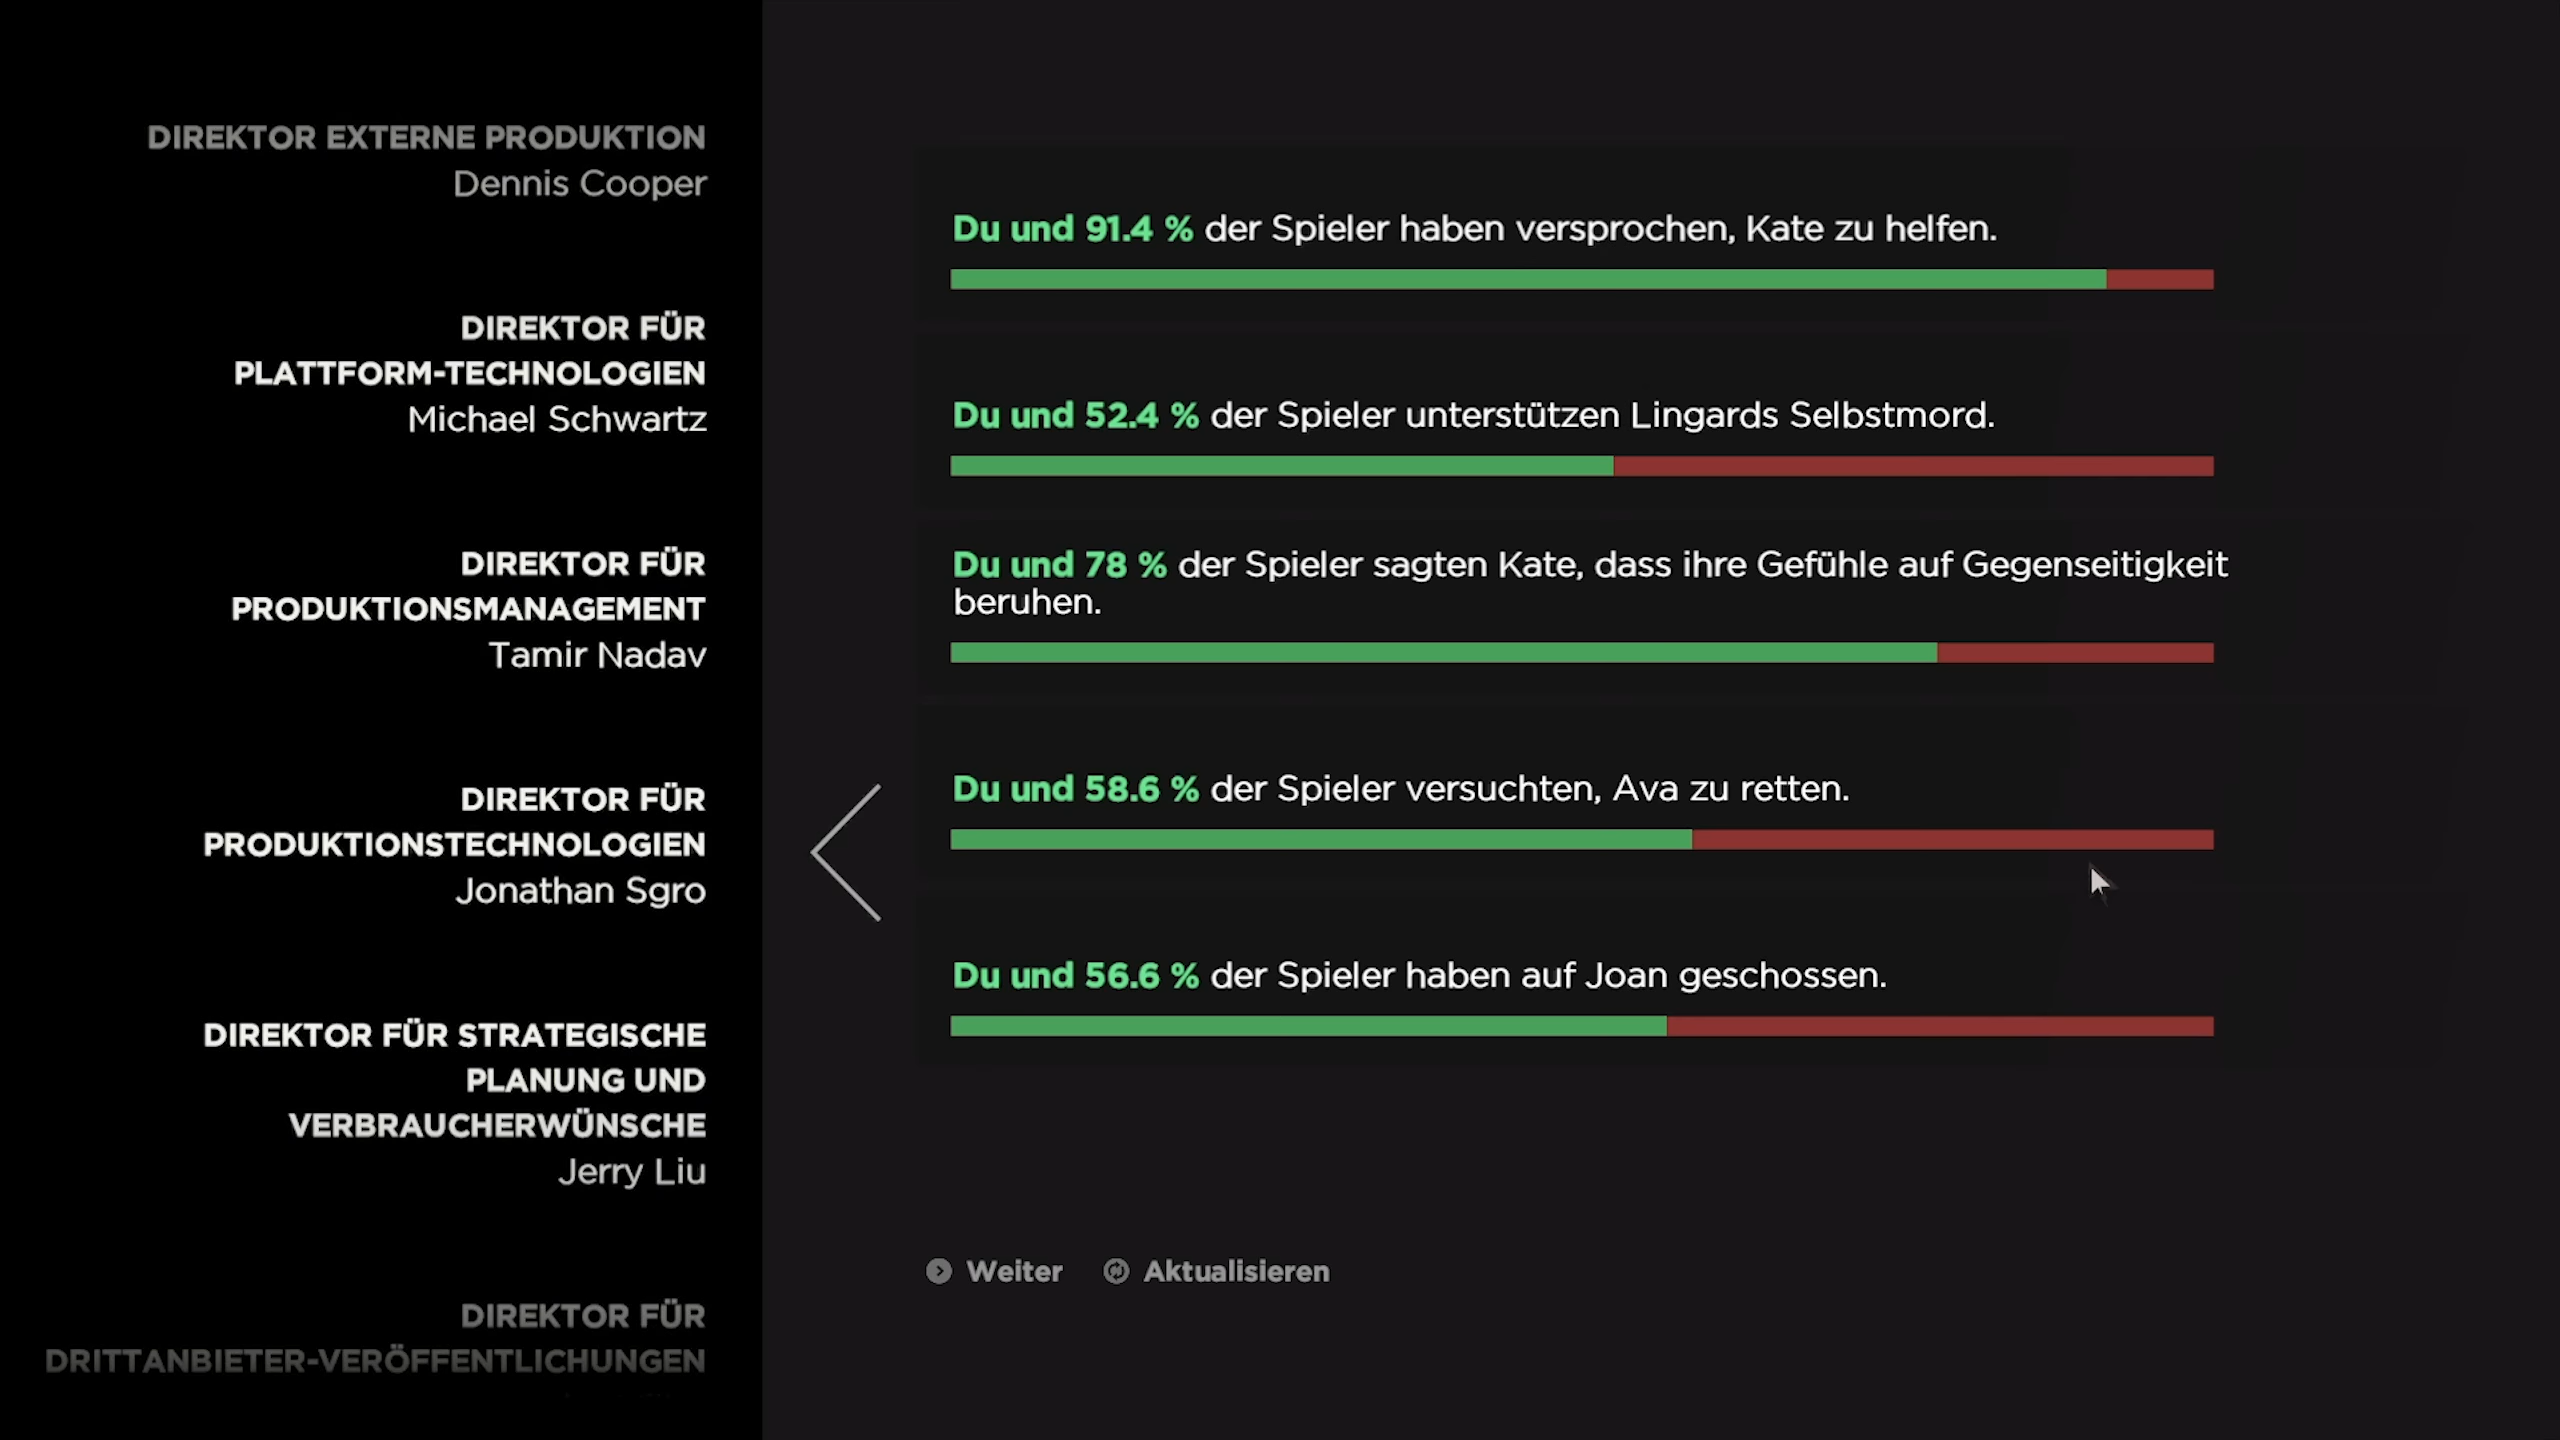 DIREKTOR EXTERNE PRODUKTION
Dennis Cooper
DIREKTOR FÜR
PLATTFORM-TECHNOLOGIEN
Michael Schwartz
DIREKTOR FÜR
PRODUKTIONSMANAGEMENT
Tamir Nadav
DIREKTOR FÜR
PRODUKTIONSTECHNOLOGIEN
Jonathan Sgro
DIREKTOR FÜR STRATEGISCHE
PLANUNG UND
VERBRAUCHERWÜNSCHE
Jerry Liu
DIREKTOR FÜR
DRITTANBIETER-VERÖFFENTLICHUNGEN
Du und 91.4 % der Spieler haben versprochen, Kate zu helfen.
Du und 52.4 % der Spieler unterstützen Lingards Selbstmord.
Du und 78 % der Spieler sagten Kate, dass ihre Gefühle auf Gegenseitigkeit
beruhen.
Du und 58.6 % der Spieler versuchten, Ava zu retten.
Du und 56.6 % der Spieler haben auf Joan geschossen.
Weiter Aktualisieren